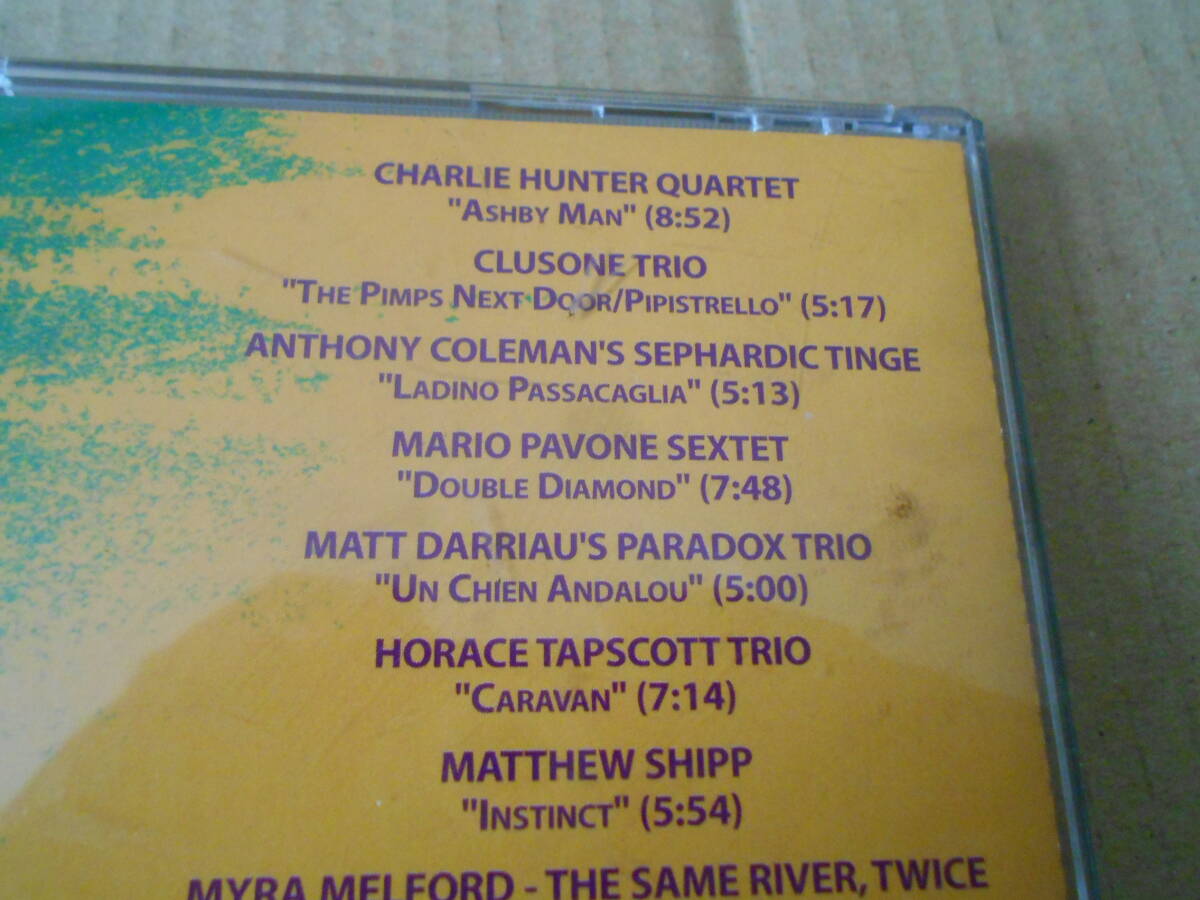 CHARLIE HUNTER QUARTET
"ASHBY MAN" (8:52)
CLUSONE TRIO
"THE PIMPS NEXT DOOR/PIPISTRELLO" (5:17)
ANTHONY COLEMAN'S SEPHARDIC TINGE
"LADINO PASSACAGLIA" (5:13)
MARIO PAVONE SEXTET
"DOUBLE DIAMOND" (7:48)
MATT DARRIAU'S PARADOX TRIO
"UN CHIEN ANDALOU" (5:00)
HORACE TAPSCOTT TRIO
"CARAVAN" (7:14)
MATTHEW SHIPP
"INSTINCT" (5:54)
MYRA MELFORD - THE SAME RIVER, TWICE